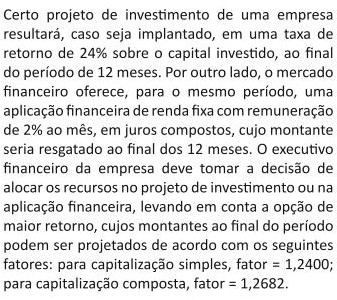 Certo projeto de investimento de uma empresa
resultará, caso seja implantado, em uma taxa de
retorno de 24% sobre o capital investido, ao final
do período de 12 meses. Por outro lado, o mercado
financeiro oferece, para o mesmo período, uma
aplicação financeira de renda fixa com remuneração
de 2% ao mês, em juros compostos, cujo montante
seria resgatado ao final dos 12 meses. O executivo
financeiro da empresa deve tomar a decisão de
alocar os recursos no projeto de investimento ou na
aplicação financeira, levando em conta a opção de
maior retorno, cujos montantes ao final do período
podem ser projetados de acordo com os seguintes
fatores: para capitalização simples, fator = 1,2400;
para capitalização composta, fator = 1,2682.